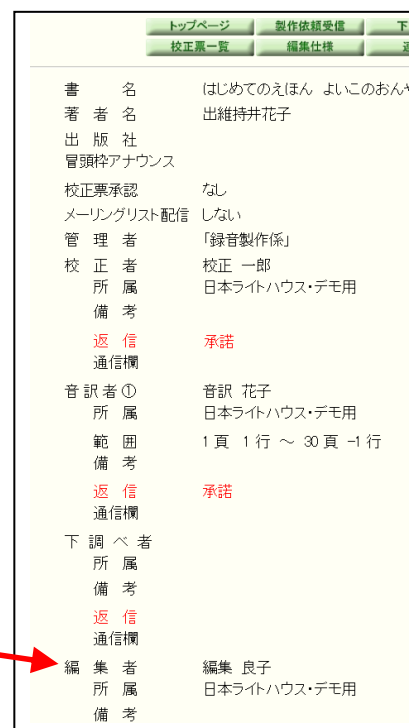 トップページ 製作依頼受信 下
校正票一覧 編集仕様
書名 はじめてのえほん よいこのおん
著者名 出維持井花子
出版社
冒頭枠アナウンス
校正票承認 なし
メーリングリスト配信 しない
管理者 「録音製作係」
校正者 校正 一郎
所属 日本ライトハウス・デモ用
備考
返信 承諾
通信欄
音訳者① 音訳 花子
所属 日本ライトハウス・デモ用
範囲 1頁 1行 ～ 30頁 -1行
備考
返信 承諾
通信欄
下調べ者
所属
備考
返信
通信欄
編集者 編集 良子
所属 日本ライトハウス・デモ用
備考